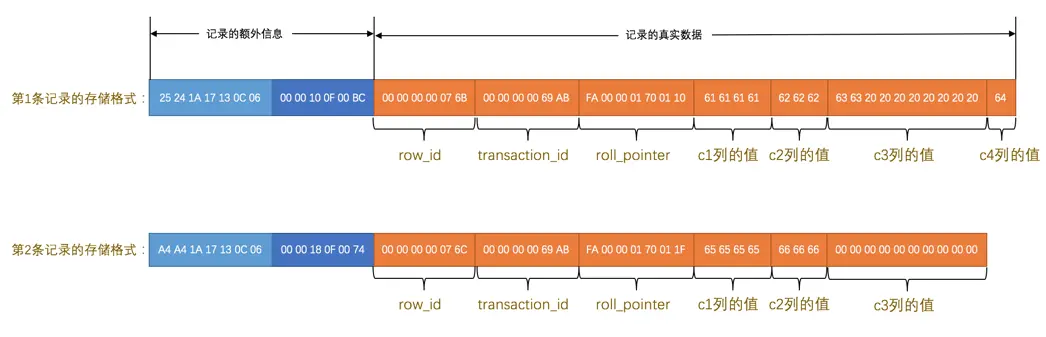 记录的额外信息 记录的真实数据
第1条记录的存储格式： 25 24 1A 17 13 0C 06 00 00 10 0F 00 BC 00 00 00 00 07 6B 00 00 00 00 69 AB FA 00 00 01 70 01 10 61 61 61 61 62 62 62 63 63 20 20 20 20 20 20 20 20 64
row_id transaction_id roll_pointer c1列的值 c2列的值 c3列的值 c4列的值
第2条记录的存储格式： A4 A4 1A 17 13 0C 06 00 00 18 0F 00 74 00 00 00 00 07 6C 00 00 00 00 69 AB FA 00 00 01 70 01 1F 65 65 65 65 66 66 66 00 00 00 00 00 00 00 00 00 00
row_id transaction_id roll_pointer c1列的值 c2列的值 c3列的值